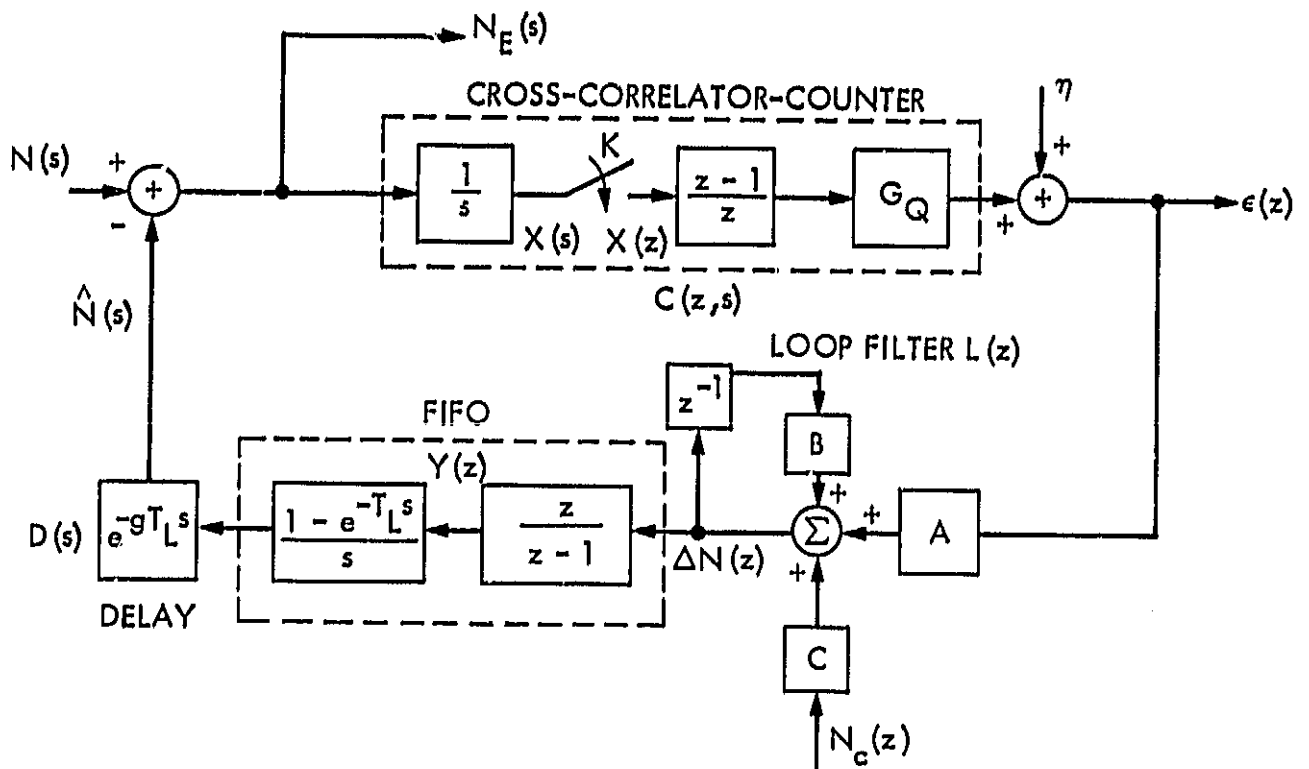 N_E(s)
CROSS-CORRELATOR-COUNTER
η
N(s)
+
+
-
1/s
K
(z - 1)/z
G_Q
+
+
+
ε(z)
X(s)
X(z)
C(z,s)
N̂(s)
LOOP FILTER L(z)
z^{-1}
B
FIFO
Y(z)
D(s)
e^{-gT_L s}
(1 - e^{-T_L s})/s
z/(z - 1)
ΔN(z)
+
Σ
+
+
A
DELAY
C
N_c(z)